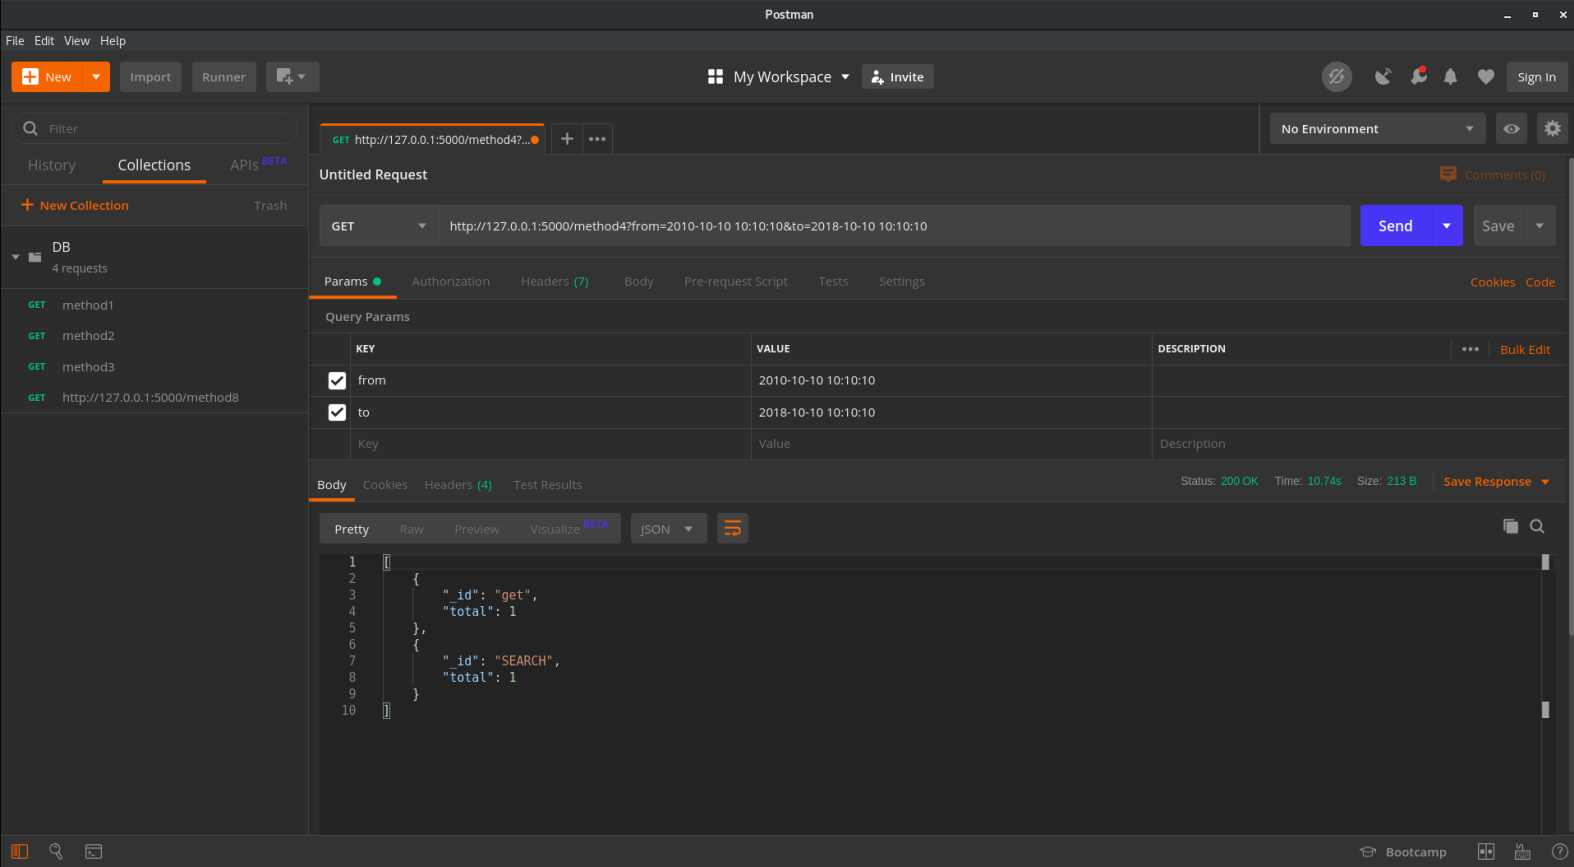 Postman
File Edit View Help
New Import Runner My Workspace Invite Sign In
Filter
History Collections APIs BETA
New Collection Trash
DB
4 requests
GET method1
GET method2
GET method3
GET http://127.0.0.1:5000/method8
GET http://127.0.0.1:5000/method4?... No Environment
Untitled Request Comments (0)
GET http://127.0.0.1:5000/method4?from=2010-10-10 10:10:10&to=2018-10-10 10:10:10 Send Save
Params Authorization Headers (7) Body Pre-request Script Tests Settings Cookies Code
Query Params
KEY VALUE DESCRIPTION Bulk Edit
from 2010-10-10 10:10:10
to 2018-10-10 10:10:10
Key Value Description
Body Cookies Headers (4) Test Results Status: 200 OK Time: 10.74s Size: 213 B Save Response
Pretty Raw Preview Visualize BETA JSON
1 [
2 {
3 "_id": "get",
4 "total": 1
5 },
6 {
7 "_id": "SEARCH",
8 "total": 1
9 }
10 ]
Bootcamp